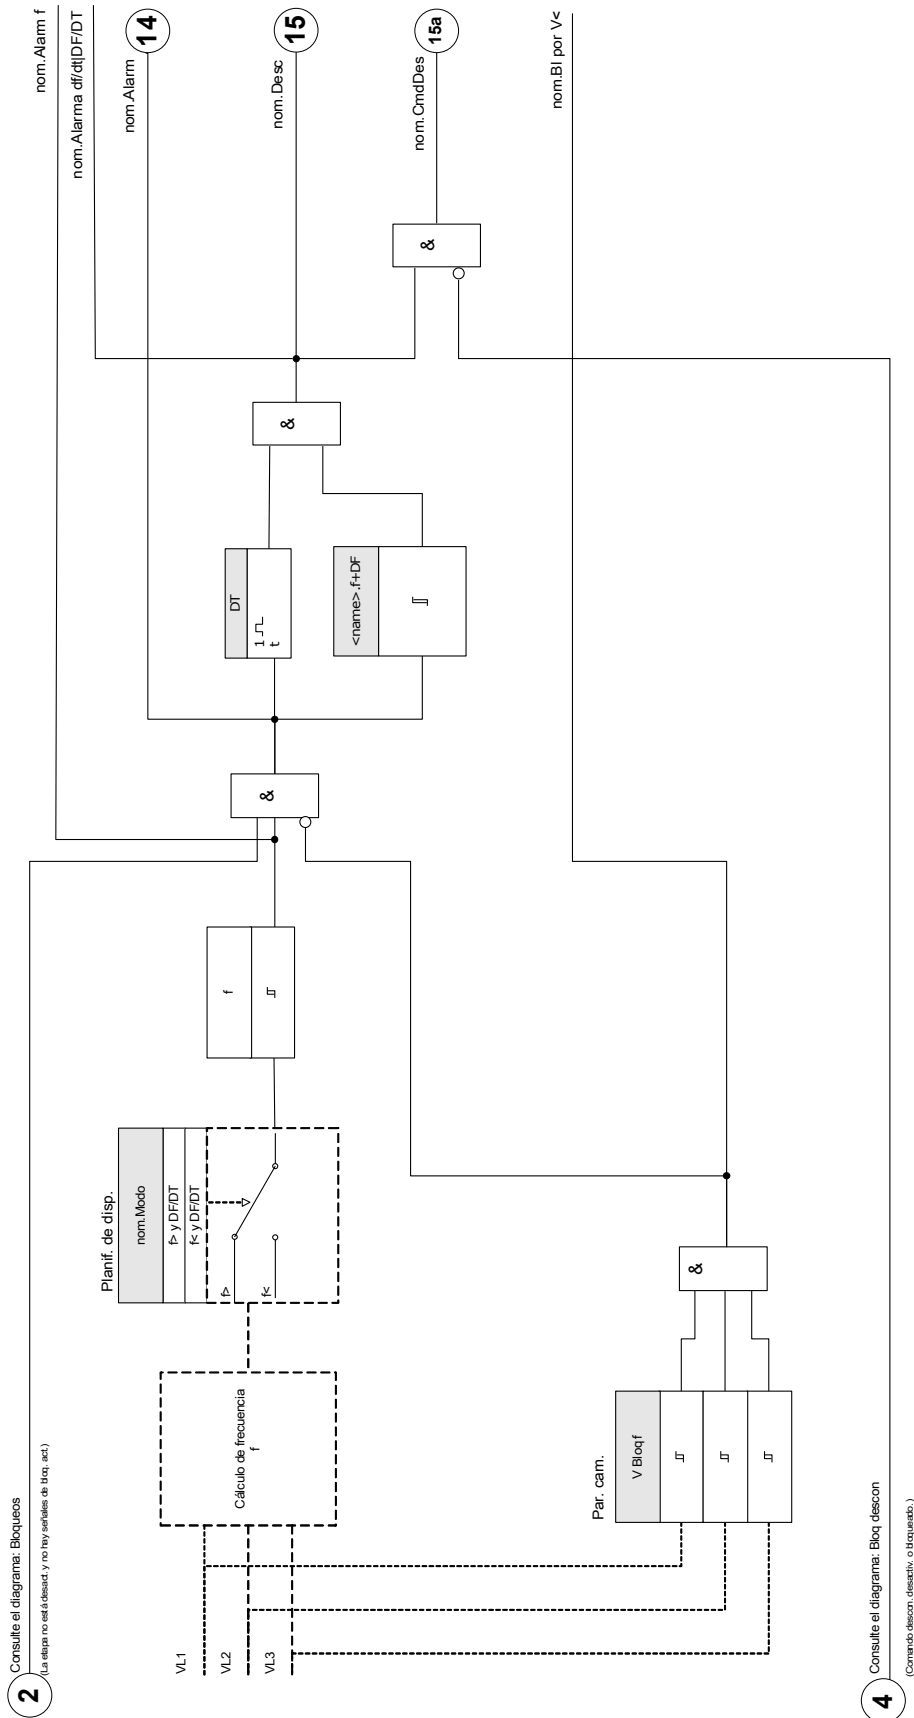 2
Consulte el diagrama: Bloqueos
(La etapa no está desact. y no hay señales de bloq. act.)
VL1
VL2
VL3
Cálculo de frecuencia
f
Planif. de disp.
nom.Modo
f> y DF/DT
f< y DF/DT
f>
f<
f
&
DT
1
t
<name>.f+DF
&
&
nom.Alarm f
nom.Alarma df/dt|DF/DT
nom.Alarm
14
nom.Desc
15
nom.CmdDes
15a
nom.Bl por V<
Par. cam.
V Bloq f
&
4
Consulte el diagrama: Bloq descon
(Comando descon. desactiv. o bloqueado.)